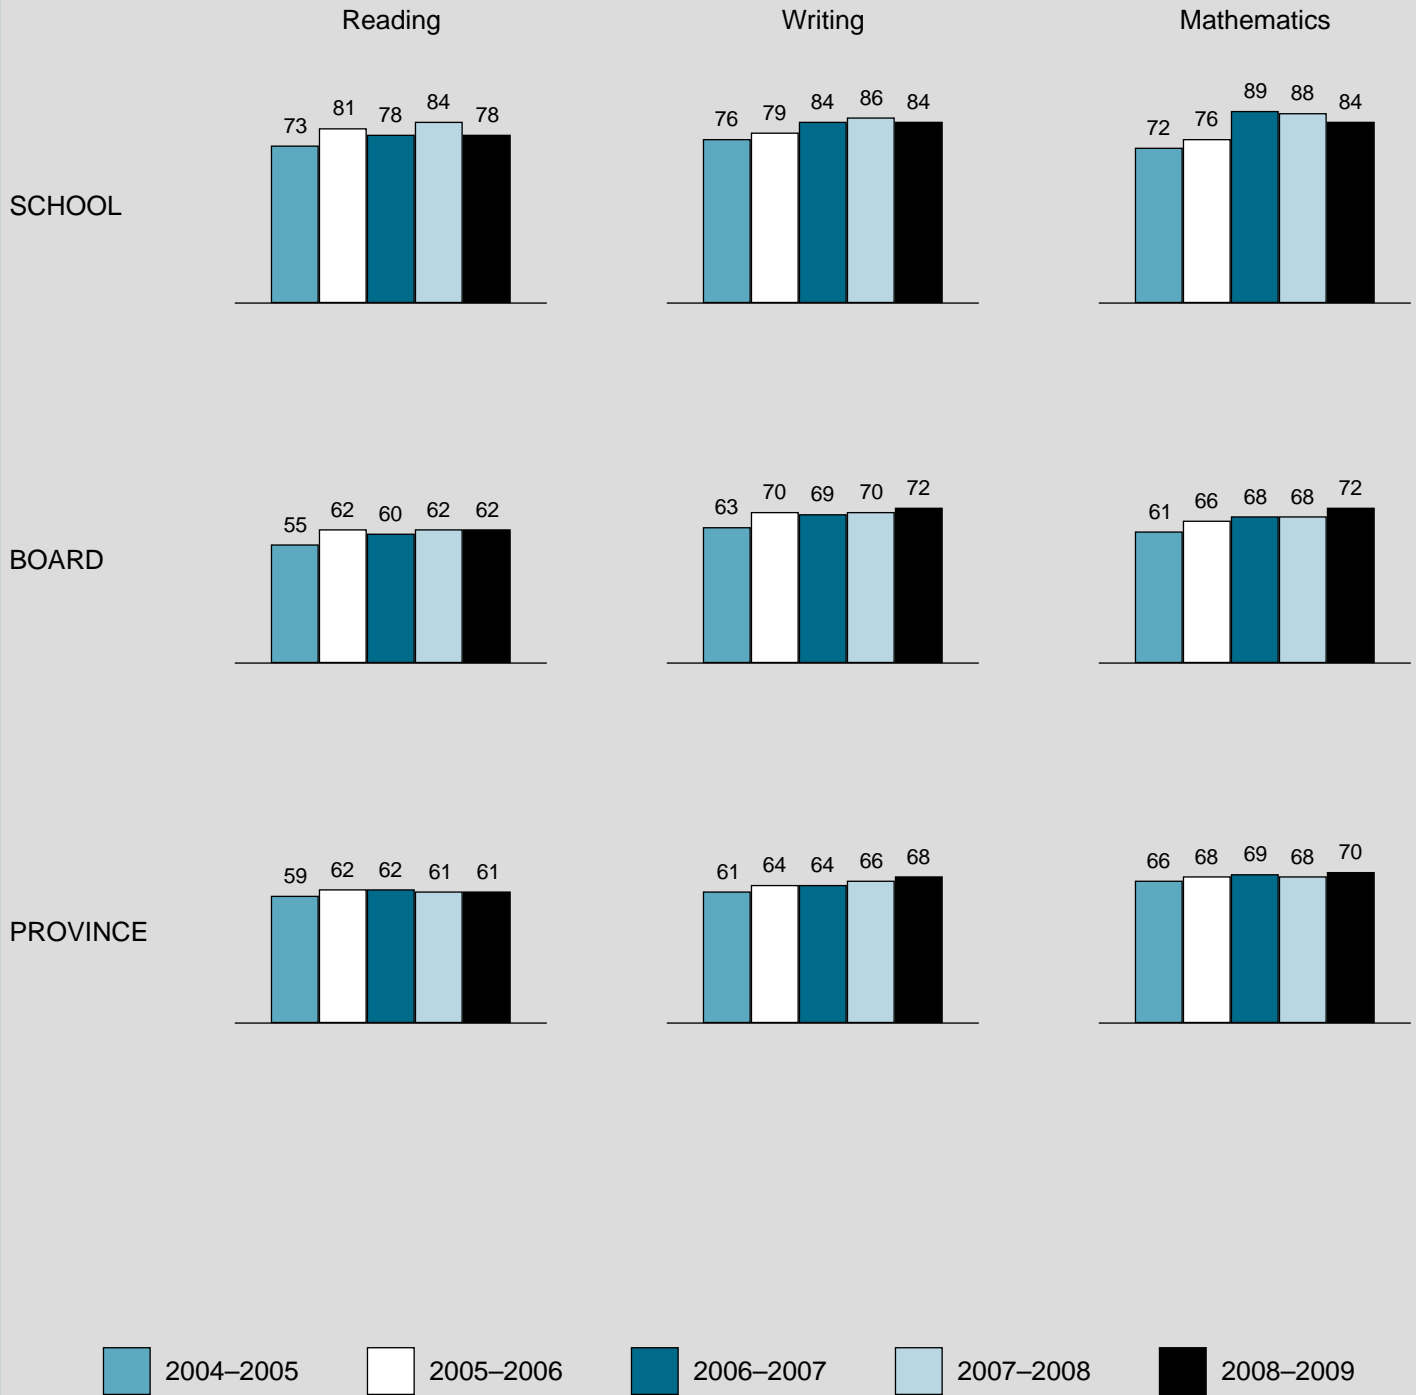 Reading Writing Mathematics
SCHOOL
73 81 78 84 78
76 79 84 86 84
72 76 89 88 84
BOARD
55 62 60 62 62
63 70 69 70 72
61 66 68 68 72
PROVINCE
59 62 62 61 61
61 64 64 66 68
66 68 69 68 70
2004–2005 2005–2006 2006–2007 2007–2008 2008–2009